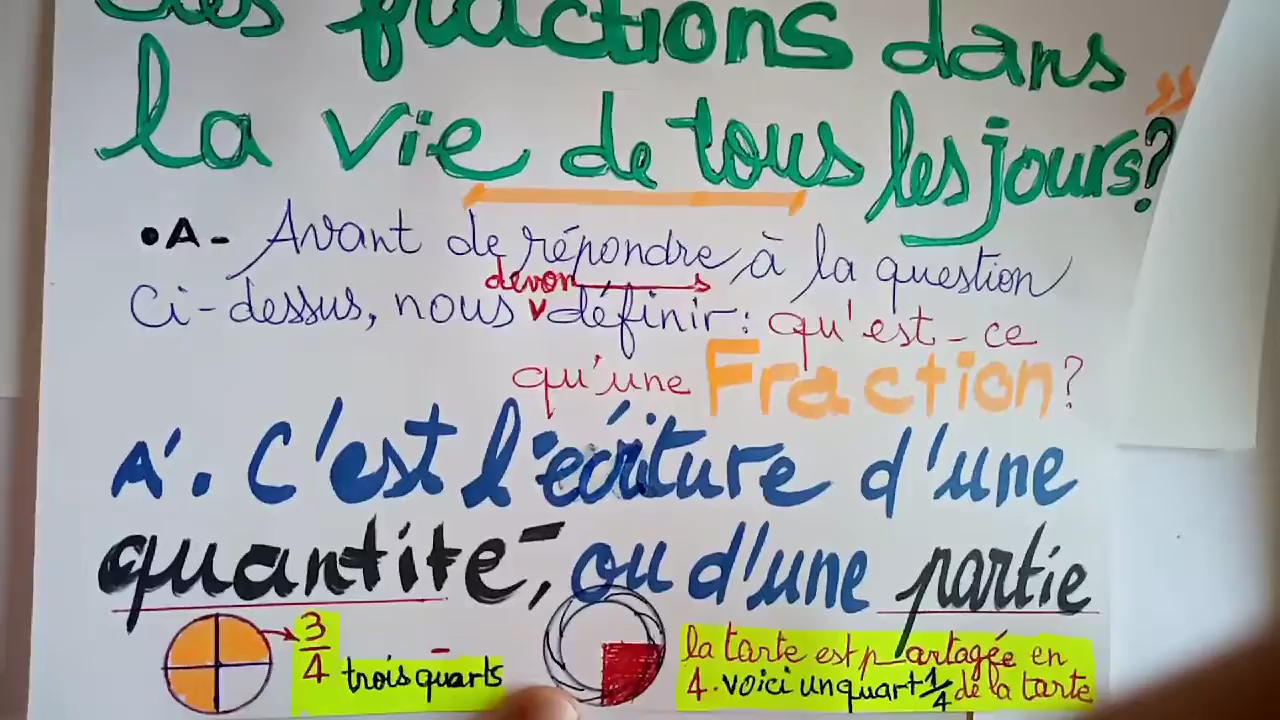 les fractions dans
la vie de tous les jours"?
•A- Avant de répondre à la question
devons
Ci-dessus, nous définir: qu'est-ce
qu'une Fraction?
A'. C'est l'écriture d'une
quantité, ou d'une partie
3/4 trois quarts
la tarte est partagée en
4. voici un quart 1/4 de la tarte